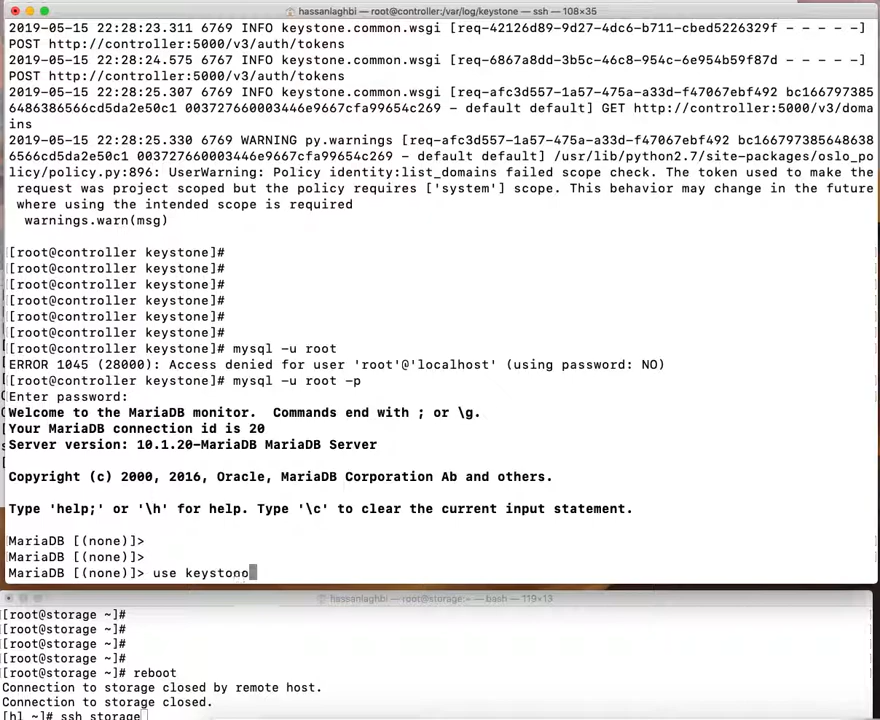 hassanlaghbi — root@controller:/var/log/keystone — ssh — 108×35
2019-05-15 22:28:23.311 6769 INFO keystone.common.wsgi [req-42126d89-9d27-4dc6-b711-cbed5226329f - - - - -]
POST http://controller:5000/v3/auth/tokens
2019-05-15 22:28:24.575 6767 INFO keystone.common.wsgi [req-6867a8dd-3b5c-46c8-954c-6e954b59f87d - - - - -]
POST http://controller:5000/v3/auth/tokens
2019-05-15 22:28:25.307 6769 INFO keystone.common.wsgi [req-afc3d557-1a57-475a-a33d-f47067ebf492 bc166797385
6486386566cd5da2e50c1 003727660003446e9667cfa99654c269 - default default] GET http://controller:5000/v3/doma
ins
2019-05-15 22:28:25.330 6769 WARNING py.warnings [req-afc3d557-1a57-475a-a33d-f47067ebf492 bc166797385648638
6566cd5da2e50c1 003727660003446e9667cfa99654c269 - default default] /usr/lib/python2.7/site-packages/oslo_po
licy/policy.py:896: UserWarning: Policy identity:list_domains failed scope check. The token used to make the
request was project scoped but the policy requires ['system'] scope. This behavior may change in the future
where using the intended scope is required
warnings.warn(msg)
[root@controller keystone]#
[root@controller keystone]#
[root@controller keystone]#
[root@controller keystone]#
[root@controller keystone]#
[root@controller keystone]#
[root@controller keystone]# mysql -u root
ERROR 1045 (28000): Access denied for user 'root'@'localhost' (using password: NO)
[root@controller keystone]# mysql -u root -p
Enter password:
Welcome to the MariaDB monitor.  Commands end with ; or \g.
Your MariaDB connection id is 20
Server version: 10.1.20-MariaDB MariaDB Server
Copyright (c) 2000, 2016, Oracle, MariaDB Corporation Ab and others.
Type 'help;' or '\h' for help. Type '\c' to clear the current input statement.
MariaDB [(none)]>
MariaDB [(none)]>
MariaDB [(none)]> use keystono
hassanlaghbi — root@storage:~ — bash — 119×13
[root@storage ~]#
[root@storage ~]#
[root@storage ~]#
[root@storage ~]#
[root@storage ~]# reboot
Connection to storage closed by remote host.
Connection to storage closed.
[hl ~]# ssh storage